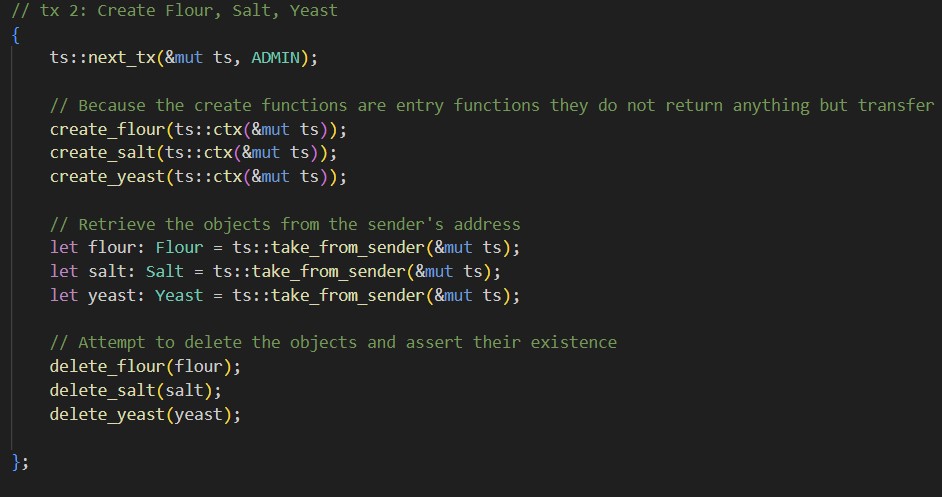 // tx 2: Create Flour, Salt, Yeast
{
ts::next_tx(&mut ts, ADMIN);
// Because the create functions are entry functions they do not return anything but transfer
create_flour(ts::ctx(&mut ts));
create_salt(ts::ctx(&mut ts));
create_yeast(ts::ctx(&mut ts));
// Retrieve the objects from the sender's address
let flour: Flour = ts::take_from_sender(&mut ts);
let salt: Salt = ts::take_from_sender(&mut ts);
let yeast: Yeast = ts::take_from_sender(&mut ts);
// Attempt to delete the objects and assert their existence
delete_flour(flour);
delete_salt(salt);
delete_yeast(yeast);
};